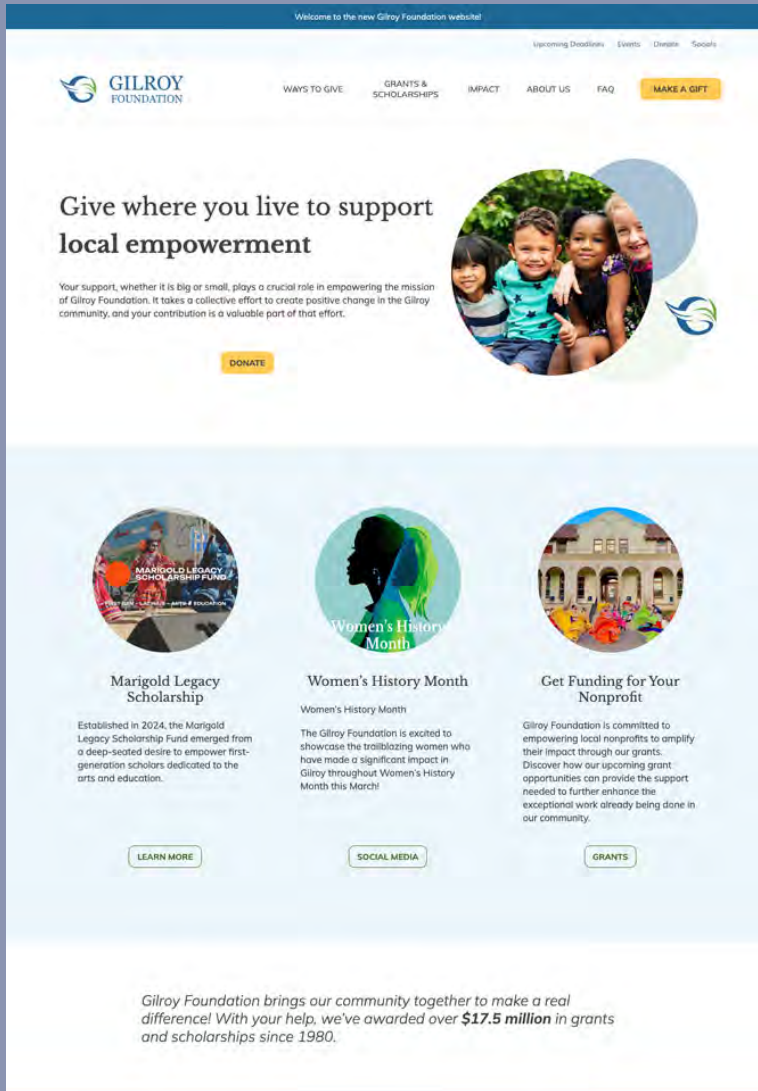 Welcome to the new Gilroy Foundation website!
Upcoming Deadlines Events Donate Socials
GILROY
FOUNDATION
WAYS TO GIVE
GRANTS &
SCHOLARSHIPS
IMPACT
ABOUT US
FAQ
MAKE A GIFT
Give where you live to support
local empowerment
Your support, whether it is big or small, plays a crucial role in empowering the mission
of Gilroy Foundation. It takes a collective effort to create positive change in the Gilroy
community, and your contribution is a valuable part of that effort.
DONATE
MARIGOLD LEGACY
SCHOLARSHIP FUND
Women's History
Month
Marigold Legacy
Scholarship
Established in 2024, the Marigold
Legacy Scholarship Fund emerged from
a deep-seated desire to empower first-
generation scholars dedicated to the
arts and education.
LEARN MORE
Women's History Month
Women's History Month
The Gilroy Foundation is excited to
showcase the trailblazing women who
have made a significant impact in
Gilroy throughout Women's History
Month this March!
SOCIAL MEDIA
Get Funding for Your
Nonprofit
Gilroy Foundation is committed to
empowering local nonprofits to amplify
their impact through our grants.
Discover how our upcoming grant
opportunities can provide the support
needed to further enhance the
exceptional work already being done in
our community.
GRANTS
Gilroy Foundation brings our community together to make a real
difference! With your help, we've awarded over $17.5 million in grants
and scholarships since 1980.